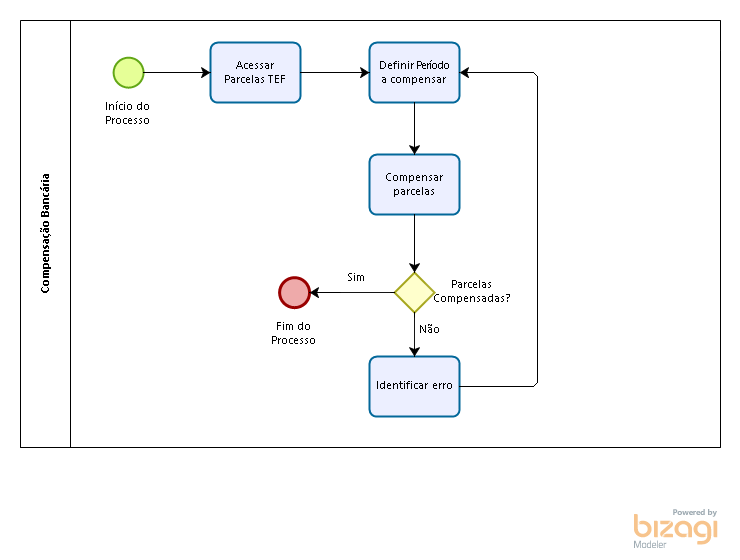 Compensação Bancária
Início do
Processo
Acessar
Parcelas TEF
Definir Período
a compensar
Compensar
parcelas
Parcelas
Compensadas?
Sim
Fim do
Processo
Não
Identificar erro
Powered by
bizagi
Modeler